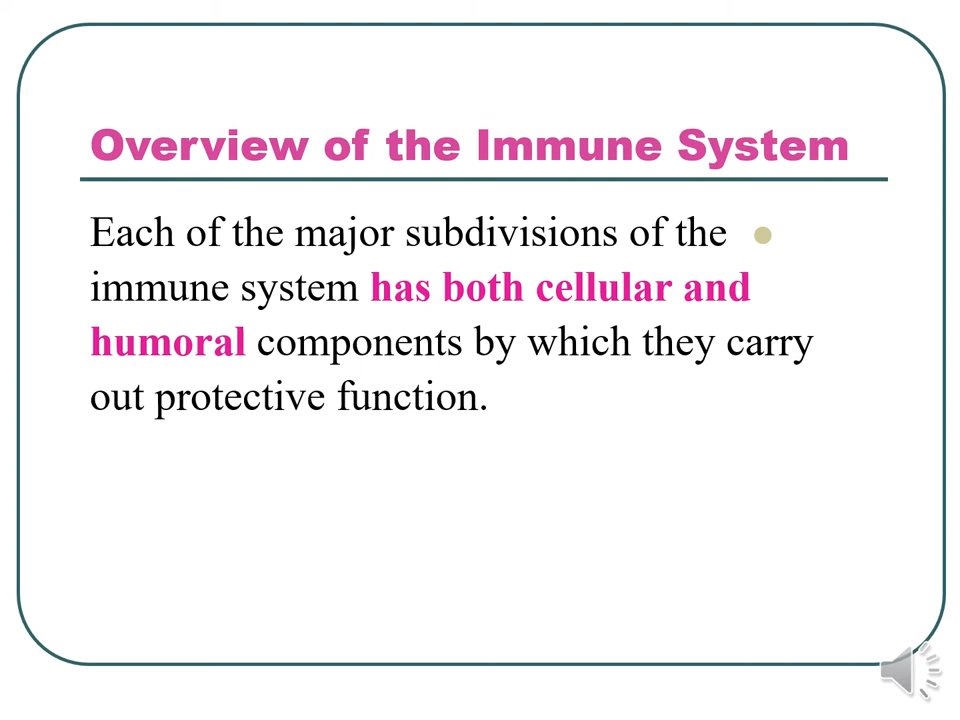 Overview of the Immune System
Each of the major subdivisions of the
immune system has both cellular and
humoral components by which they carry
out protective function.